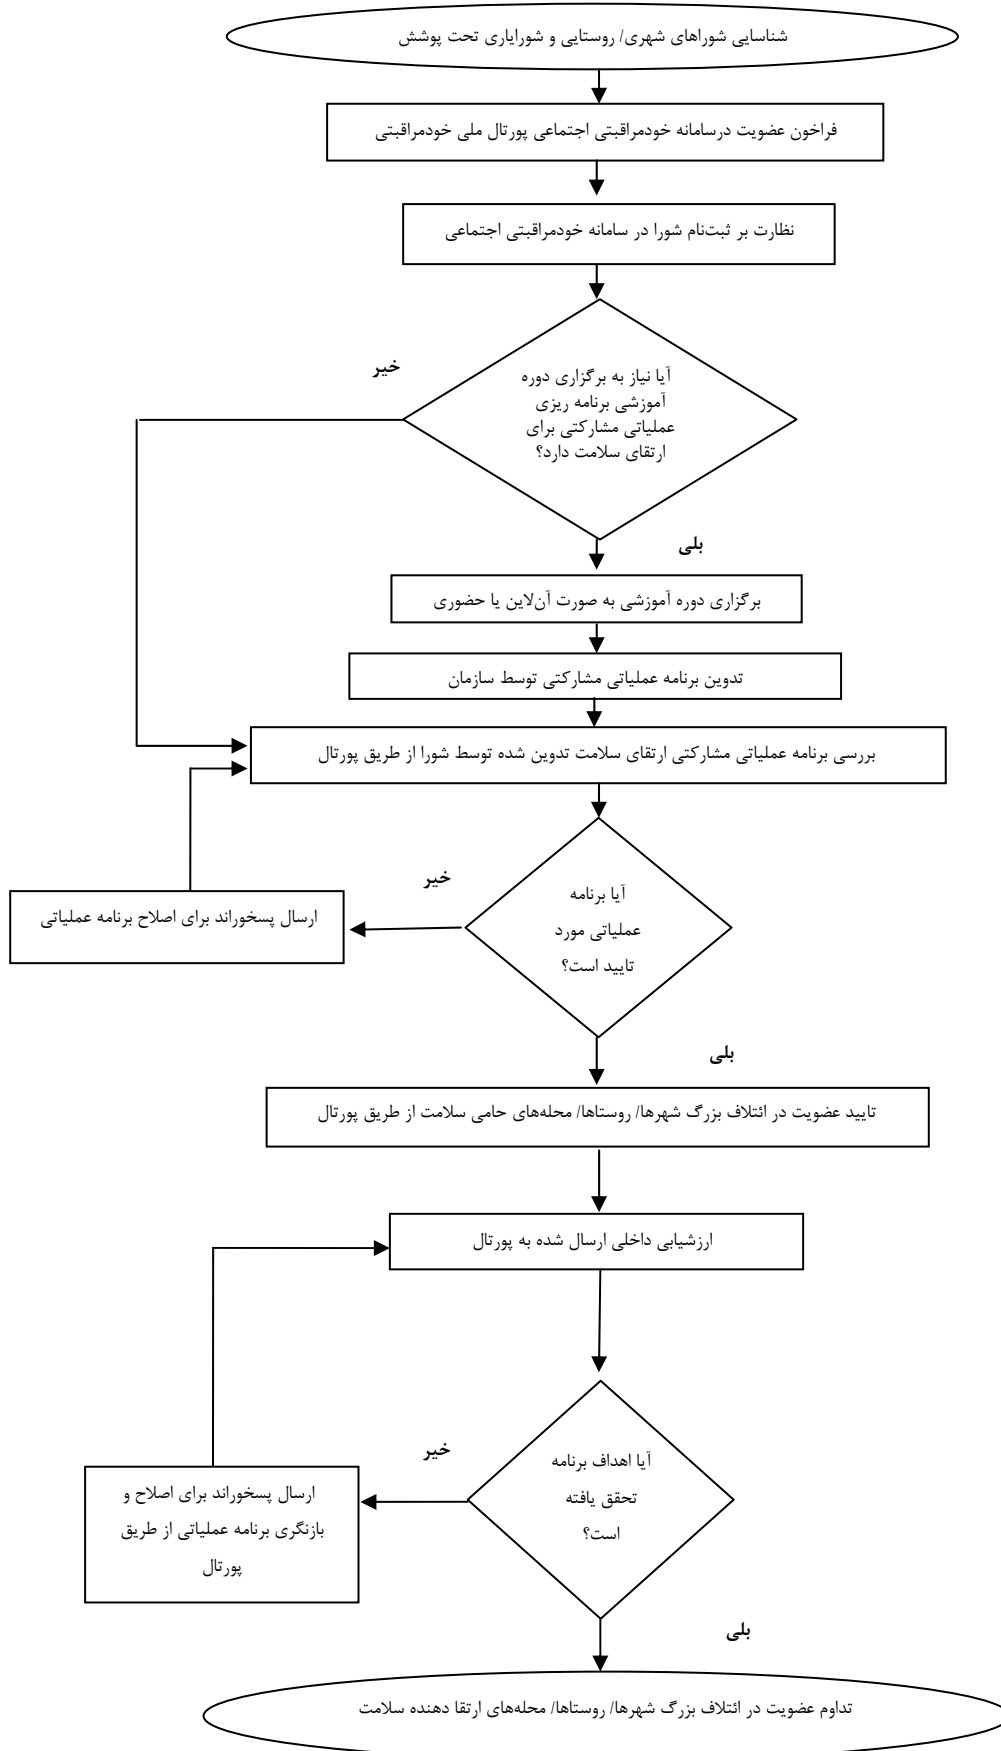 شناسایی شوراهای شهری/ روستایی و شورایاری تحت پوشش
فراخون عضویت درسامانه خودمراقبتی اجتماعی پورتال ملی خودمراقبتی
نظارت بر ثبت‌نام شورا در سامانه خودمراقبتی اجتماعی
خیر
آیا نیاز به برگزاری دوره
آموزشی برنامه ریزی
عملیاتی مشارکتی برای
ارتقای سلامت دارد؟
بلی
برگزاری دوره آموزشی به صورت آن‌لاین یا حضوری
تدوین برنامه عملیاتی مشارکتی توسط سازمان
بررسی برنامه عملیاتی مشارکتی ارتقای سلامت تدوین شده توسط شورا از طریق پورتال
آیا برنامه
عملیاتی مورد
تایید است؟
خیر
ارسال پسخوراند برای اصلاح برنامه عملیاتی
بلی
تایید عضویت در ائتلاف بزرگ شهرها/ روستاها/ محله‌های حامی سلامت از طریق پورتال
ارزشیابی داخلی ارسال شده به پورتال
آیا اهداف برنامه
تحقق یافته
است؟
خیر
ارسال پسخوراند برای اصلاح و
بازنگری برنامه عملیاتی از طریق
پورتال
بلی
تداوم عضویت در ائتلاف بزرگ شهرها/ روستاها/ محله‌های ارتقا دهنده سلامت